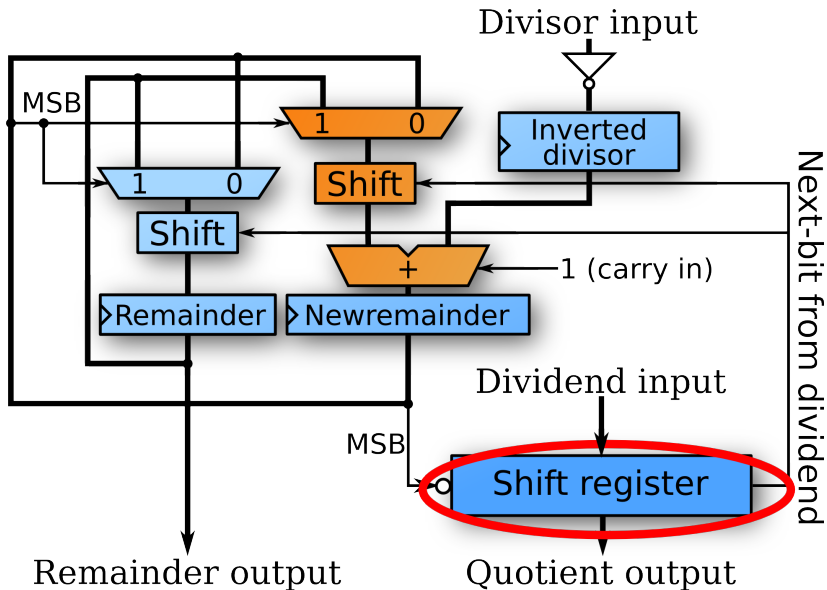 Divisor input
MSB
1 0
Inverted
divisor
1 0
Shift
Shift
+
1 (carry in)
Remainder
Newremainder
Next-bit from dividend
Dividend input
MSB
Shift register
Remainder output
Quotient output